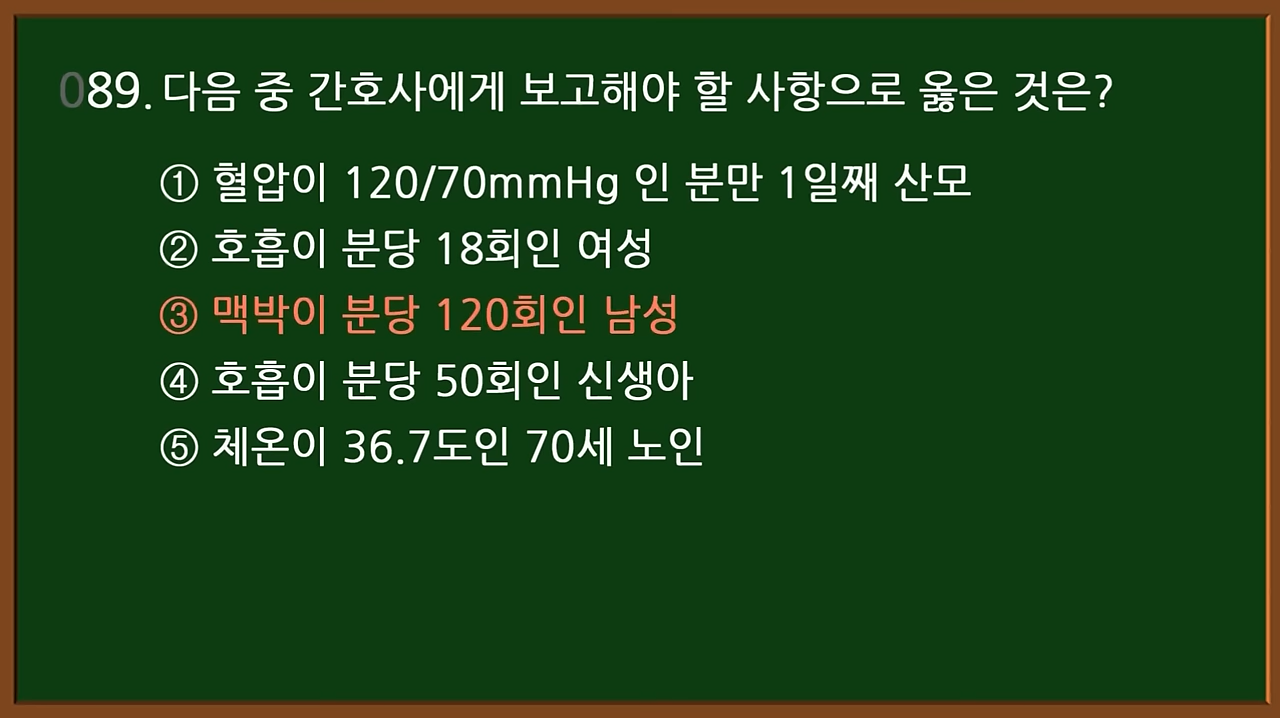 089. 다음 중 간호사에게 보고해야 할 사항으로 옳은 것은?
① 혈압이 120/70mmHg 인 분만 1일째 산모
② 호흡이 분당 18회인 여성
③ 맥박이 분당 120회인 남성
④ 호흡이 분당 50회인 신생아
⑤ 체온이 36.7도인 70세 노인